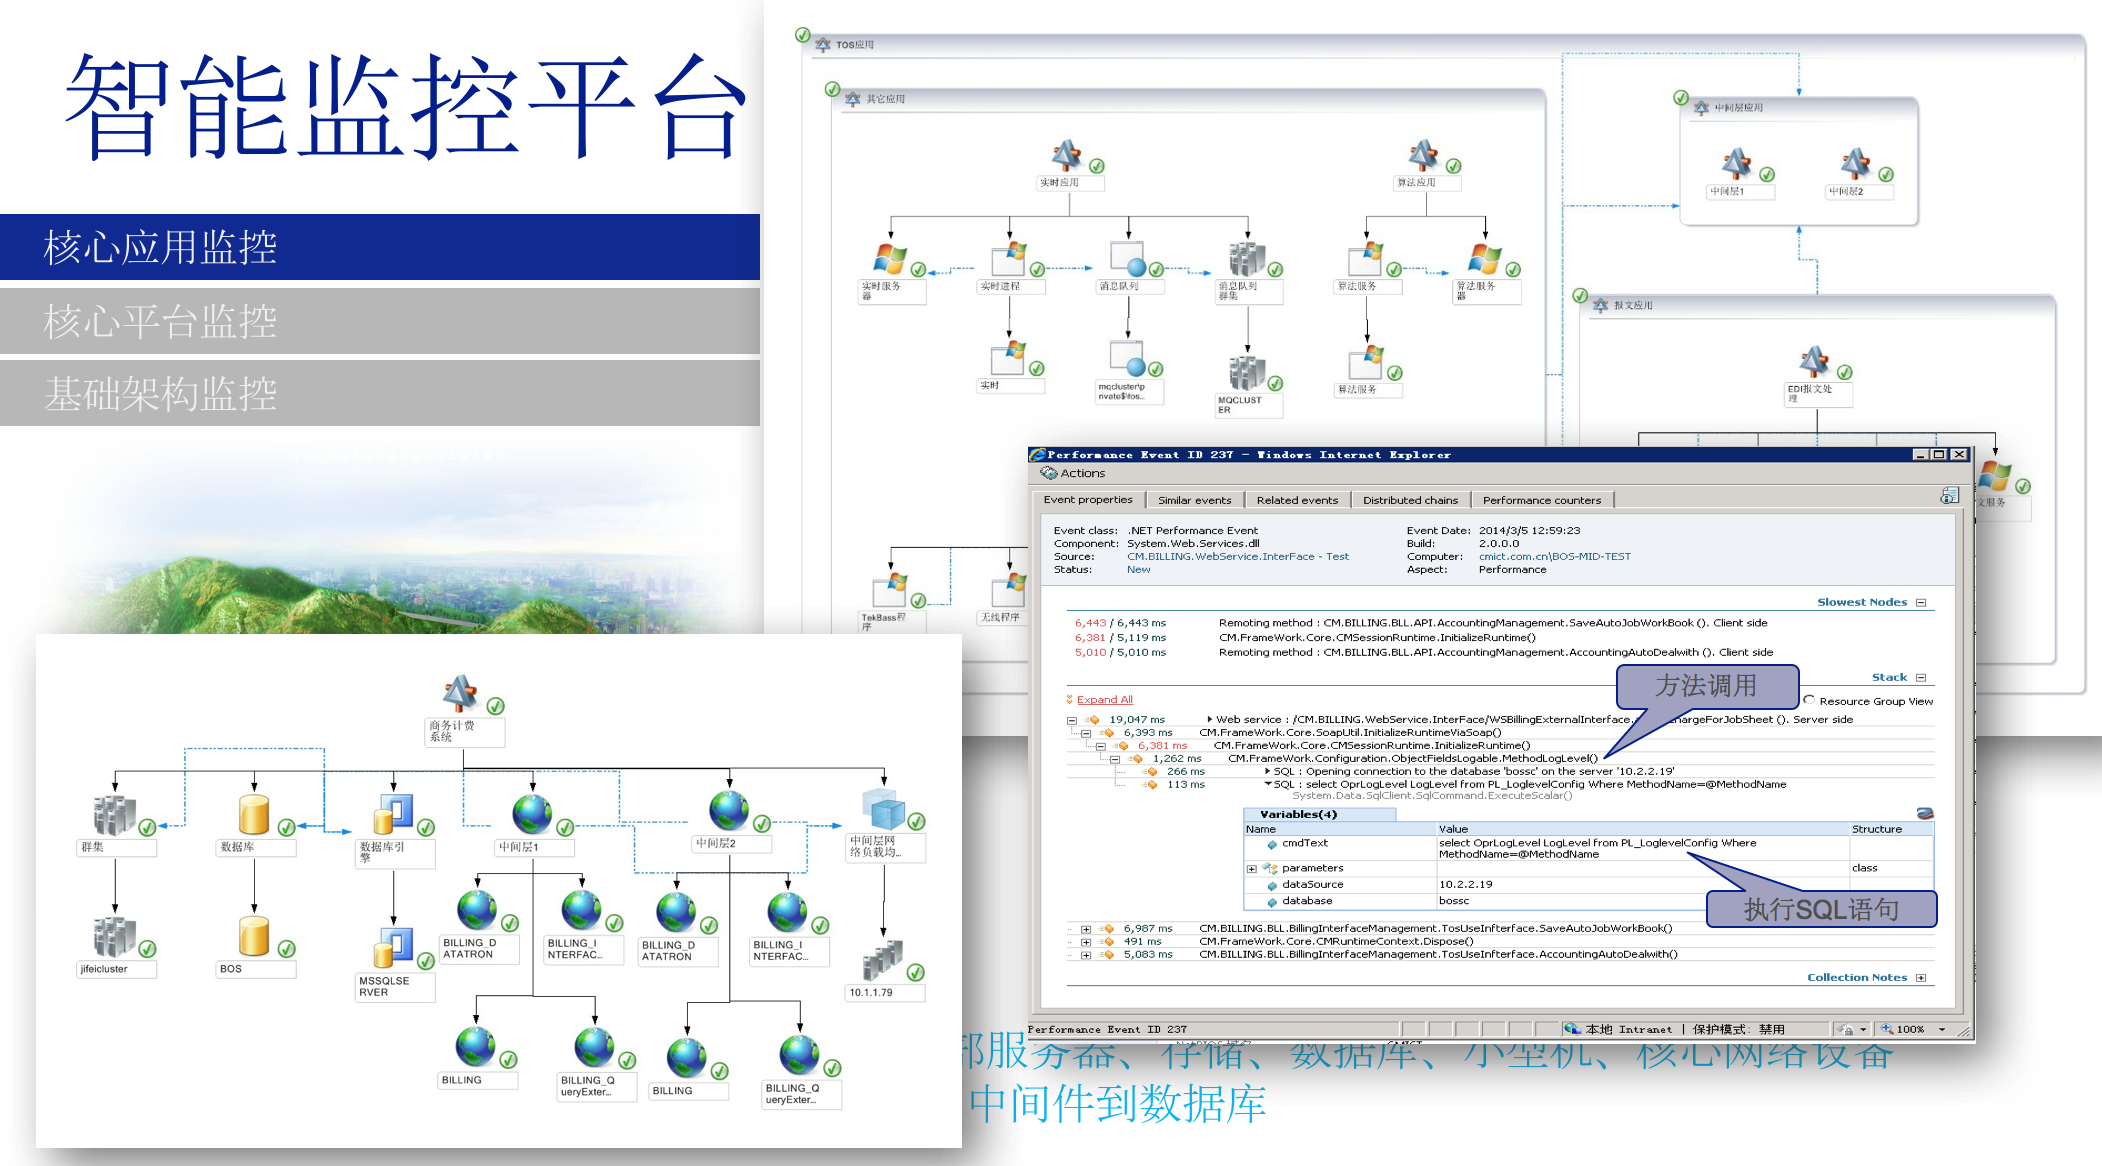 智能监控平台
核心应用监控
核心平台监控
基础架构监控
TOS应用
其它应用
实时应用
算法应用
实时服务
器
实时进程
消息队列
消息队列
群集
算法服务
算法服务
器
实时
mqcluster\p
rivate$\tos...
MQCLUST
ER
算法服务
中间层应用
中间层1
中间层2
报文应用
EDI报文处
理
文服务
TekBass程
序
无线程序
商务计费
系统
群集
数据库
数据库引
擎
中间层1
中间层2
中间层网
络负载均...
jifeicluster
BOS
MSSQLSE
RVER
BILLING_D
ATATRON
BILLING_I
NTERFAC...
BILLING_D
ATATRON
BILLING_I
NTERFAC...
10.1.1.79
BILLING
BILLING_Q
ueryExter...
BILLING
BILLING_Q
ueryExter...
Performance Event ID 237 - Windows Internet Explorer
Actions
Event properties Similar events Related events Distributed chains Performance counters
Event class: .NET Performance Event Event Date: 2014/3/5 12:59:23
Component: System.Web.Services.dll Build: 2.0.0.0
Source: CM.BILLING.WebService.InterFace - Test Computer: cmict.com.cn\BOS-MID-TEST
Status: New Aspect: Performance
Slowest Nodes
6,443 / 6,443 ms Remoting method : CM.BILLING.BLL.API.AccountingManagement.SaveAutoJobWorkBook (). Client side
6,381 / 5,119 ms CM.FrameWork.Core.CMSessionRuntime.InitializeRuntime()
5,010 / 5,010 ms Remoting method : CM.BILLING.BLL.API.AccountingManagement.AccountingAutoDealwith (). Client side
Stack
方法调用
Expand All Resource Group View
19,047 ms Web service : /CM.BILLING.WebService.InterFace/WSBillingExternalInterface. argeForJobSheet (). Server side
6,393 ms CM.FrameWork.Core.SoapUtil.InitializeRuntimeViaSoap()
6,381 ms CM.FrameWork.Core.CMSessionRuntime.InitializeRuntime()
1,262 ms CM.FrameWork.Configuration.ObjectFieldsLogable.MethodLogLevel()
266 ms SQL : Opening connection to the database 'bossc' on the server '10.2.2.19'
113 ms SQL : select OprLogLevel LogLevel from PL_LoglevelConfig Where MethodName=@MethodName
System.Data.SqlClient.SqlCommand.ExecuteScalar()
Variables(4)
Name Value Structure
cmdText select OprLogLevel LogLevel from PL_LoglevelConfig Where
MethodName=@MethodName
parameters class
dataSource 10.2.2.19
database bossc
执行SQL语句
6,987 ms CM.BILLING.BLL.BillingInterfaceManagement.TosUseInfterface.SaveAutoJobWorkBook()
491 ms CM.FrameWork.Core.CMRuntimeContext.Dispose()
5,083 ms CM.BILLING.BLL.BillingInterfaceManagement.TosUseInfterface.AccountingAutoDealwith()
Collection Notes
Performance Event ID 237 本地 Intranet | 保护模式: 禁用 100%
部服务器、存储、数据库、小型机、核心网络设备
中间件到数据库